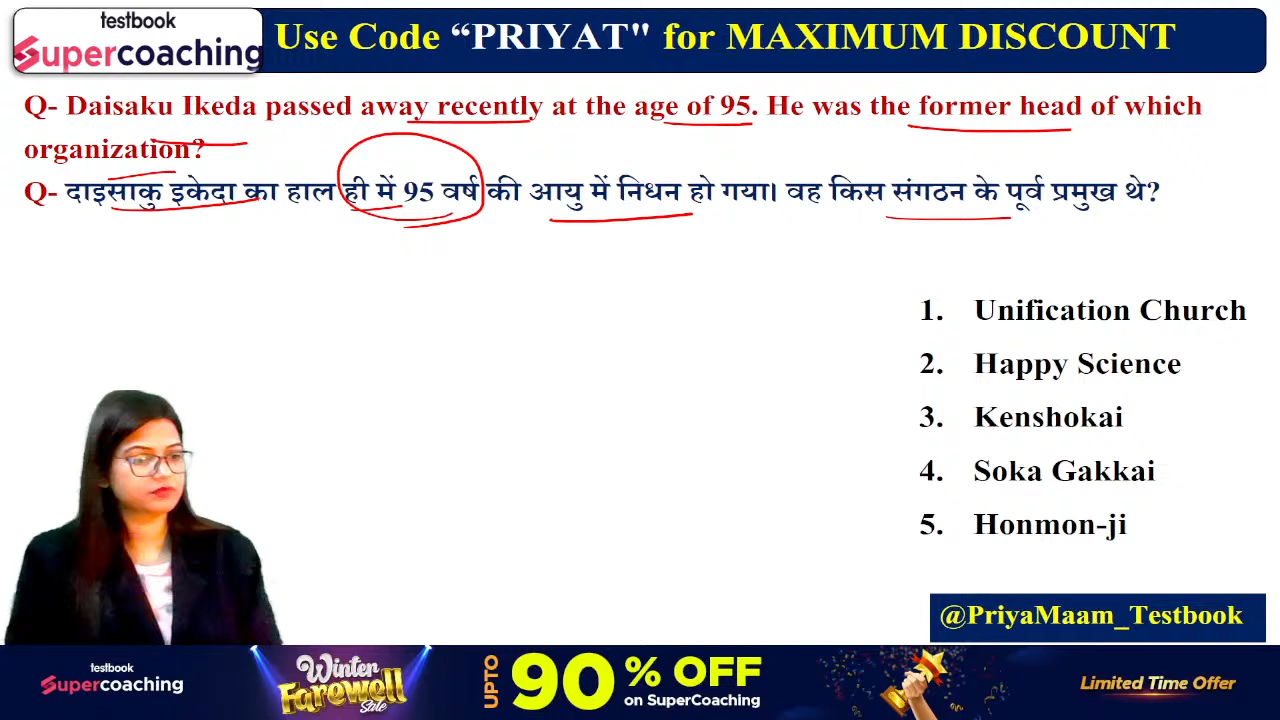 testbook
Supercoaching
Use Code “PRIYAT" for MAXIMUM DISCOUNT
Q- Daisaku Ikeda passed away recently at the age of 95. He was the former head of which
organization?
Q- दाइसाकु इकेदा का हाल ही में 95 वर्ष की आयु में निधन हो गया। वह किस संगठन के पूर्व प्रमुख थे?
1. Unification Church
2. Happy Science
3. Kenshokai
4. Soka Gakkai
5. Honmon-ji
@PriyaMaam_Testbook
testbook
Supercoaching
Winter
Farewell
Sale
UPTO 90% OFF
on SuperCoaching
Limited Time Offer